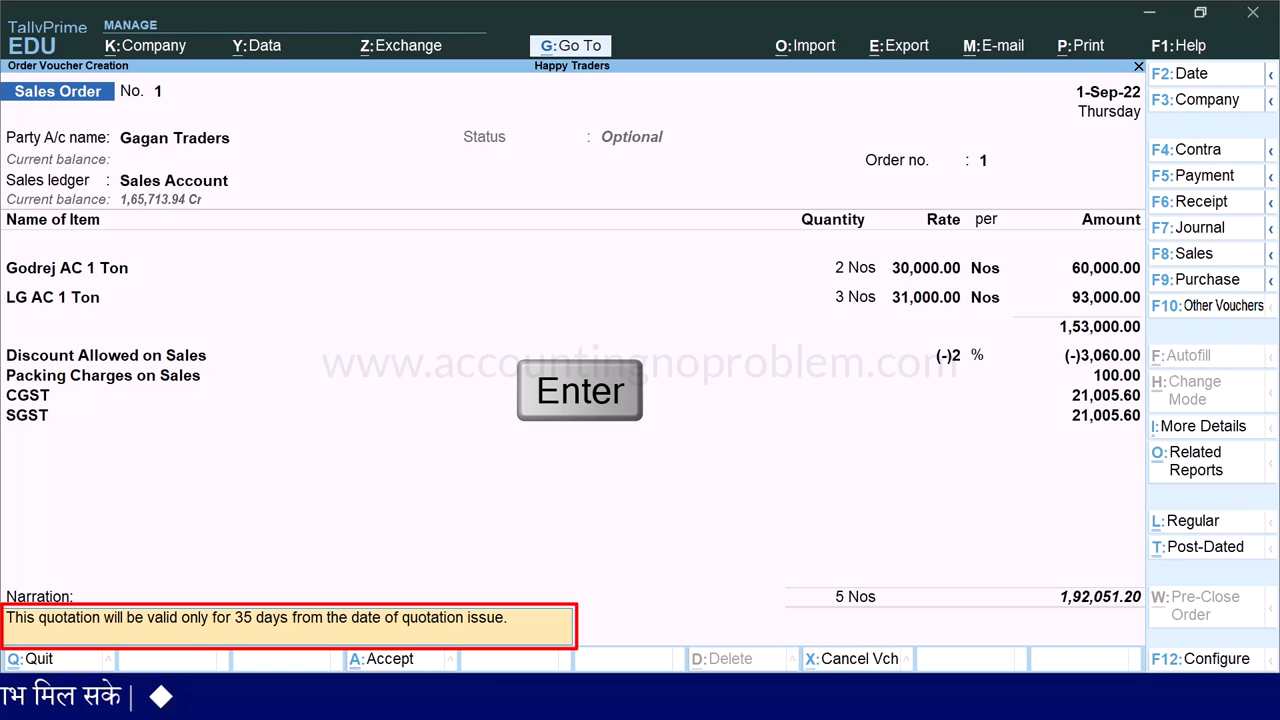 TallyPrime
EDU
MANAGE
K:Company
Y:Data
Z:Exchange
G:Go To
O:Import
E:Export
M:E-mail
P:Print
F1:Help
Order Voucher Creation
Happy Traders
Sales Order No. 1
1-Sep-22
Thursday
Party A/c name: Gagan Traders
Status : Optional
Current balance:
Order no. : 1
Sales ledger : Sales Account
Current balance: 1,65,713.94 Cr
Name of Item Quantity Rate per Amount
Godrej AC 1 Ton 2 Nos 30,000.00 Nos 60,000.00
LG AC 1 Ton 3 Nos 31,000.00 Nos 93,000.00
1,53,000.00
Discount Allowed on Sales (-)2 % (-)3,060.00
Packing Charges on Sales 100.00
CGST 21,005.60
SGST 21,005.60
www.accountingnoproblem.com
Enter
Narration: 5 Nos 1,92,051.20
This quotation will be valid only for 35 days from the date of quotation issue.
Q:Quit
A:Accept
D:Delete
X:Cancel Vch
F2:Date
F3:Company
F4:Contra
F5:Payment
F6:Receipt
F7:Journal
F8:Sales
F9:Purchase
F10:Other Vouchers
F:Autofill
H:Change
Mode
I:More Details
O:Related
Reports
L:Regular
T:Post-Dated
W:Pre-Close
Order
F12:Configure
मिल सके |